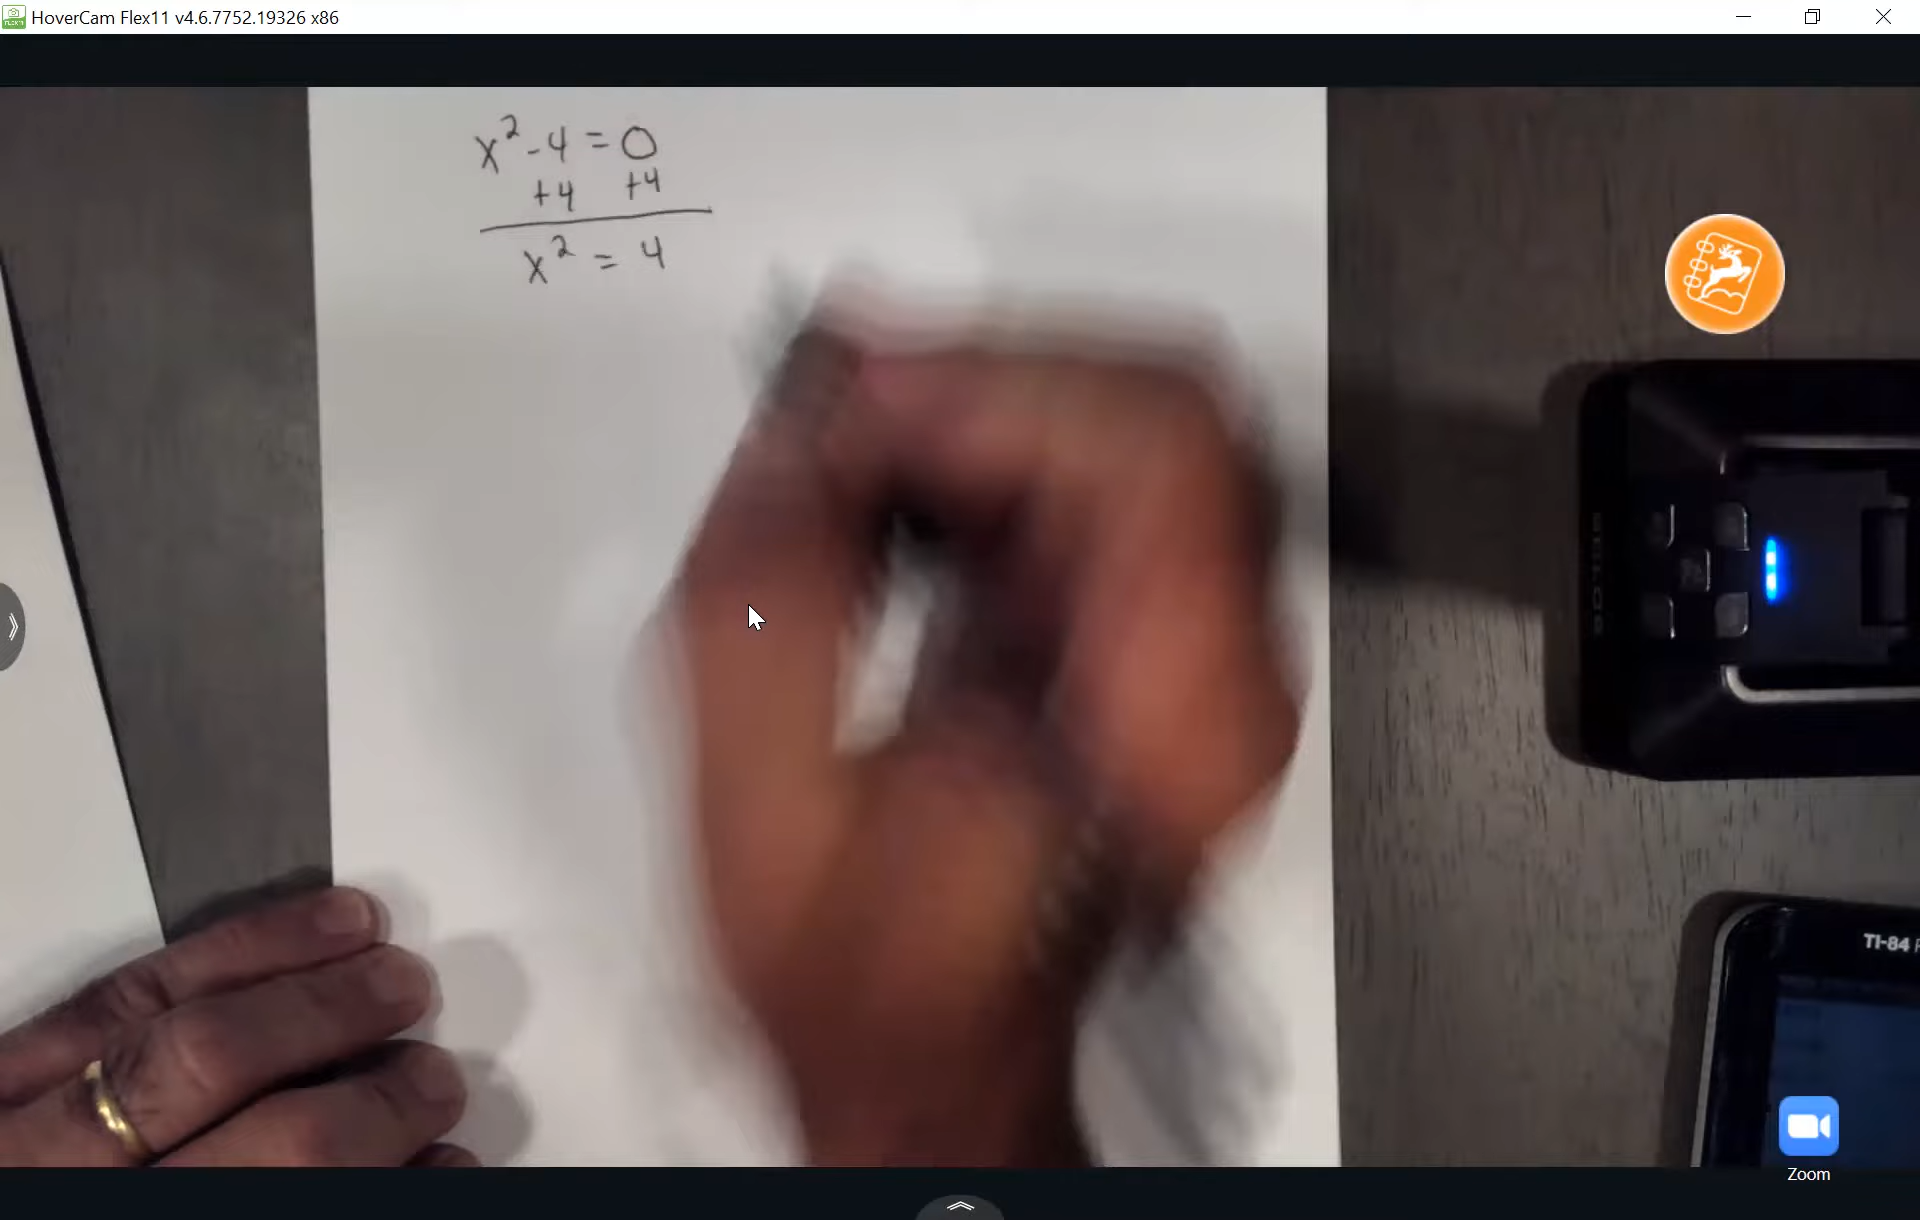 HoverCam Flex11 v4.6.7752.19326 x86
x² - 4 = 0
+4 +4
x² = 4
TI-84 P
Zoom